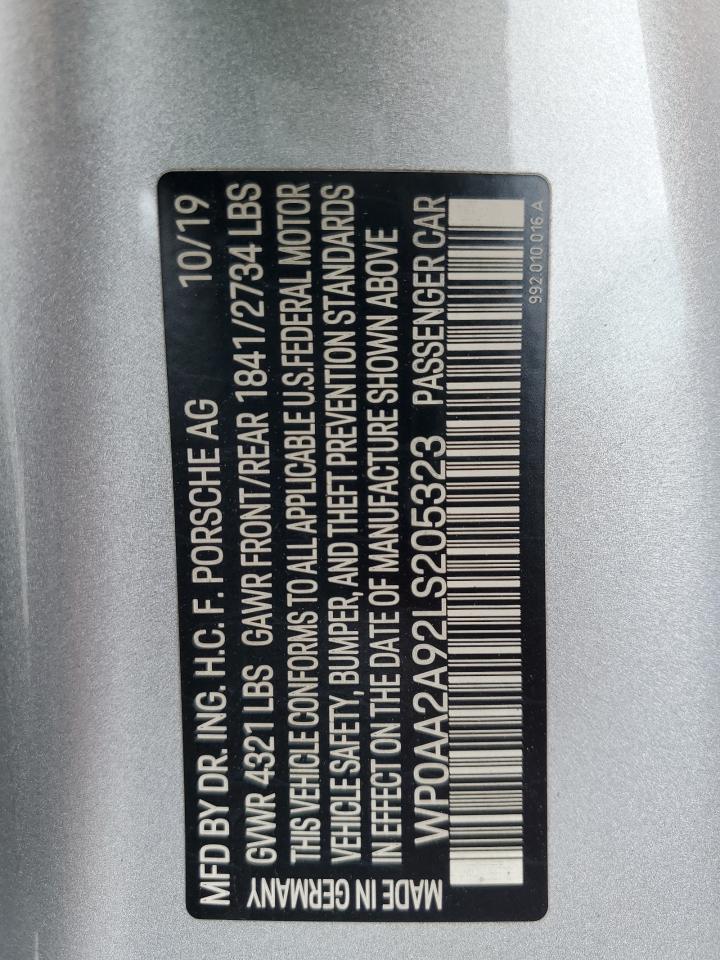 MFD BY DR. ING. H.C. F. PORSCHE AG 10/19
GVWR 4321 LBS GAWR FRONT/REAR 1841/2734 LBS
THIS VEHICLE CONFORMS TO ALL APPLICABLE U.S. FEDERAL MOTOR
VEHICLE SAFETY, BUMPER, AND THEFT PREVENTION STANDARDS
IN EFFECT ON THE DATE OF MANUFACTURE SHOWN ABOVE
WP0AA2A92LS205323 PASSENGER CAR
MADE IN GERMANY
992.010.016 A